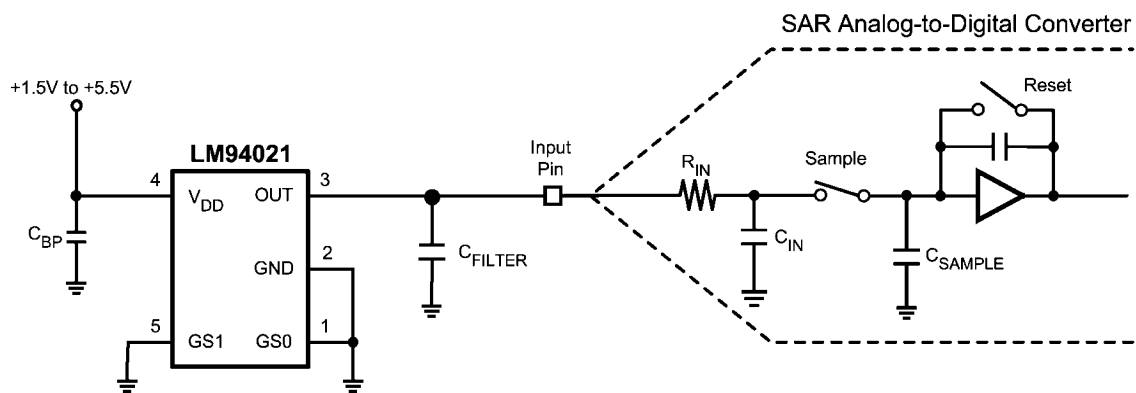 SAR Analog-to-Digital Converter
+1.5V to +5.5V
LM94021
4
VDD
OUT
3
CBP
GND
2
5
GS1
GS0
1
CFILTER
Input
Pin
RIN
CIN
Sample
CSAMPLE
Reset